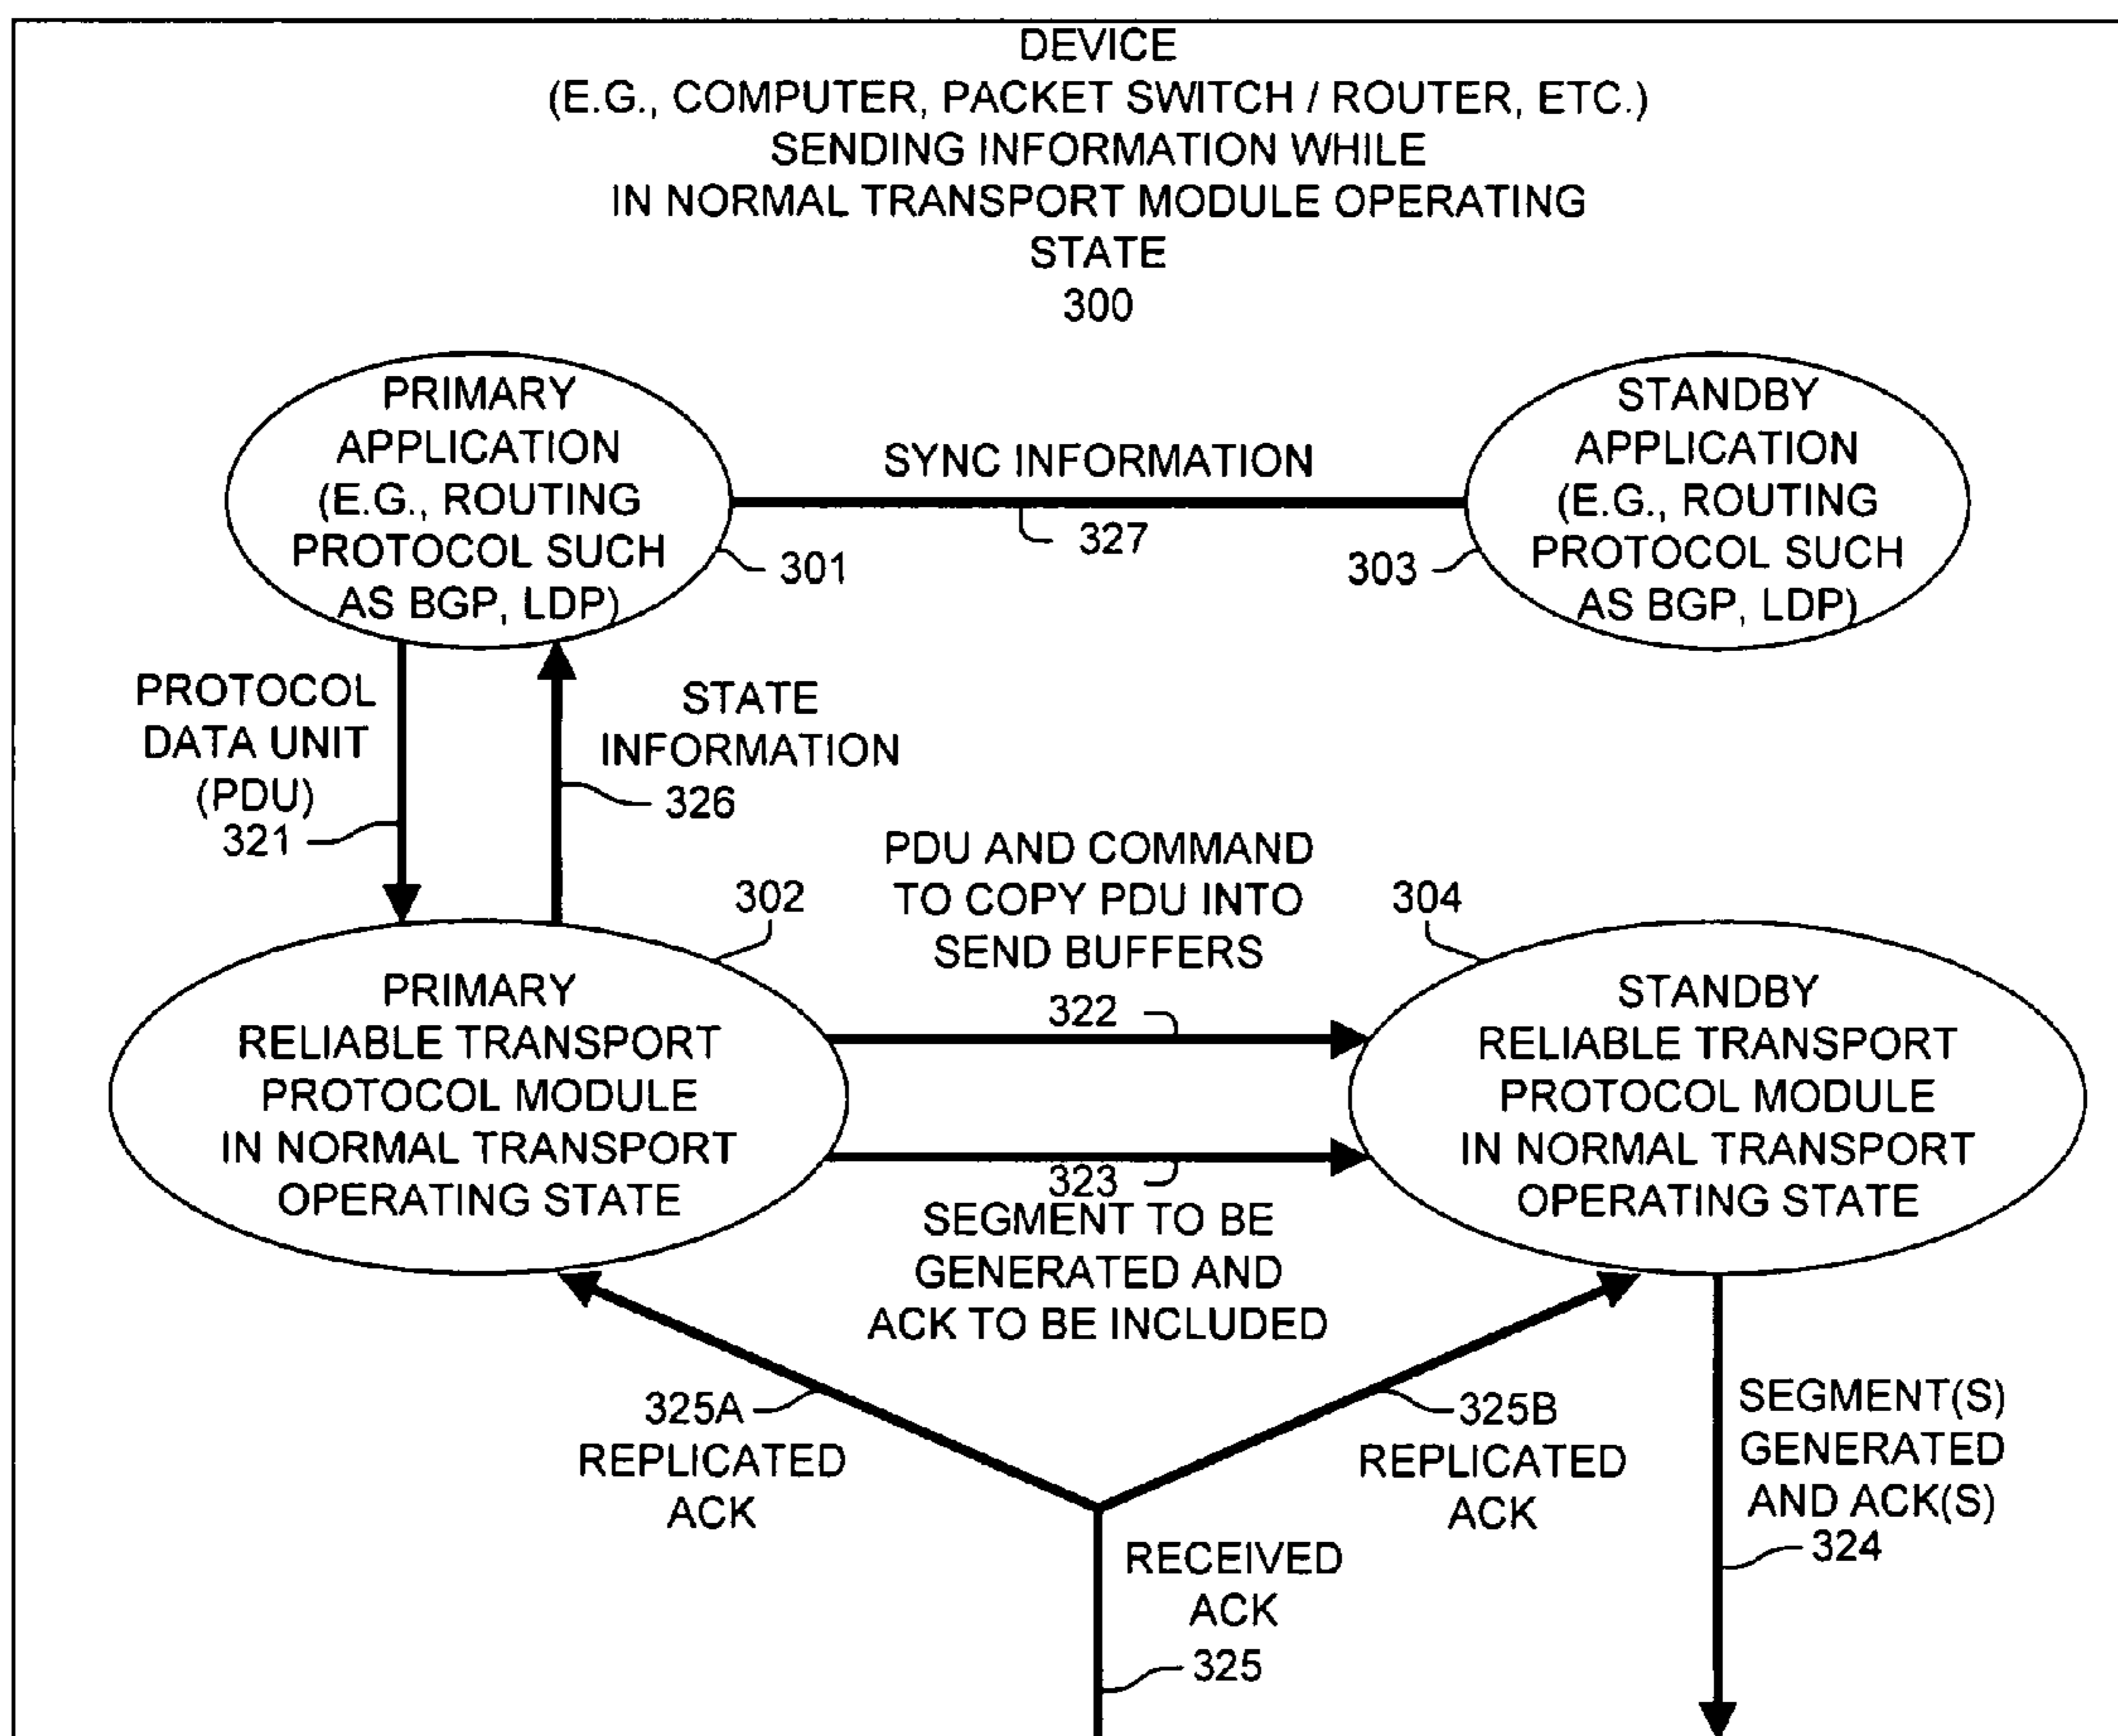 DEVICE
(E.G., COMPUTER, PACKET SWITCH / ROUTER, ETC.)
SENDING INFORMATION WHILE
IN NORMAL TRANSPORT MODULE OPERATING
STATE
300
PRIMARY
APPLICATION
(E.G., ROUTING
PROTOCOL SUCH
AS BGP, LDP)
301
SYNC INFORMATION
327
STANDBY
APPLICATION
(E.G., ROUTING
PROTOCOL SUCH
AS BGP, LDP)
303
PROTOCOL
DATA UNIT
(PDU)
321
STATE
INFORMATION
326
302
PDU AND COMMAND
TO COPY PDU INTO
SEND BUFFERS
322
304
PRIMARY
RELIABLE TRANSPORT
PROTOCOL MODULE
IN NORMAL TRANSPORT
OPERATING STATE
323
SEGMENT TO BE
GENERATED AND
ACK TO BE INCLUDED
STANDBY
RELIABLE TRANSPORT
PROTOCOL MODULE
IN NORMAL TRANSPORT
OPERATING STATE
325A
REPLICATED
ACK
325B
REPLICATED
ACK
SEGMENT(S)
GENERATED
AND ACK(S)
324
RECEIVED
ACK
325